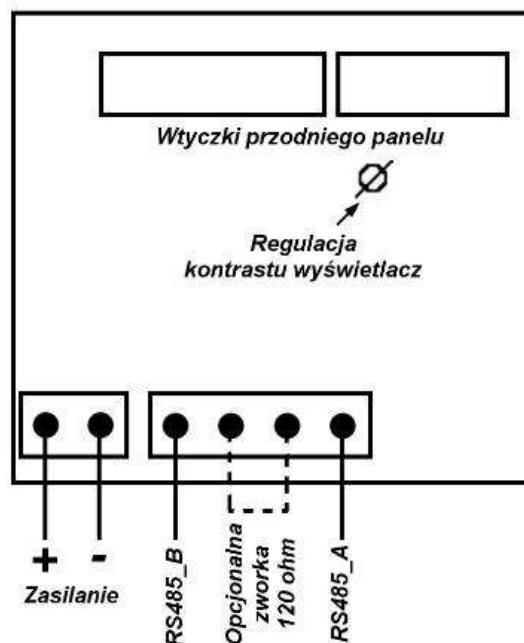 Wtyczki przodniego panelu
Regulacja
kontrastu wyświetlacz
+ -
Zasilanie
RS485_B
Opcjonalna
zworka
120 ohm
RS485_A